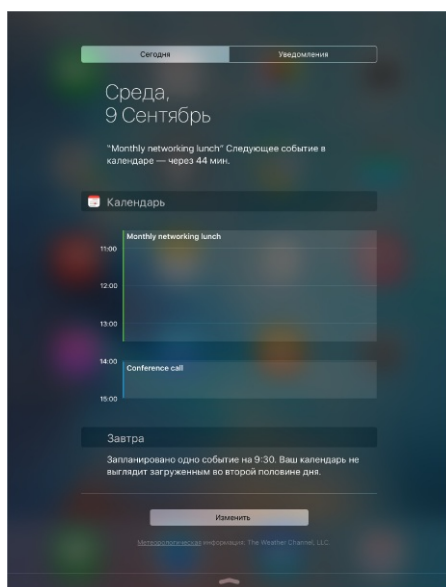 Сегодня
Уведомления
Среда,
9 Сентябрь
"Monthly networking lunch" Следующее событие в
календаре — через 44 мин.
Календарь
Monthly networking lunch
11:00
12:00
13:00
14:00
Conference call
15:00
Завтра
Запланировано одно событие на 9:30. Ваш календарь не
выглядит загруженным во второй половине дня.
Изменить
Метеорологическая информация. The Weather Channel, LLC.